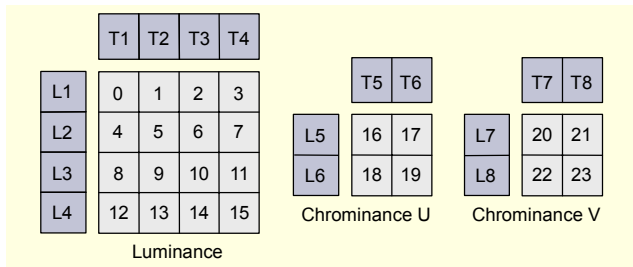 T1 T2 T3 T4
L1 0 1 2 3
L2 4 5 6 7
L3 8 9 10 11
L4 12 13 14 15
Luminance
T5 T6
L5 16 17
L6 18 19
Chrominance U
T7 T8
L7 20 21
L8 22 23
Chrominance V